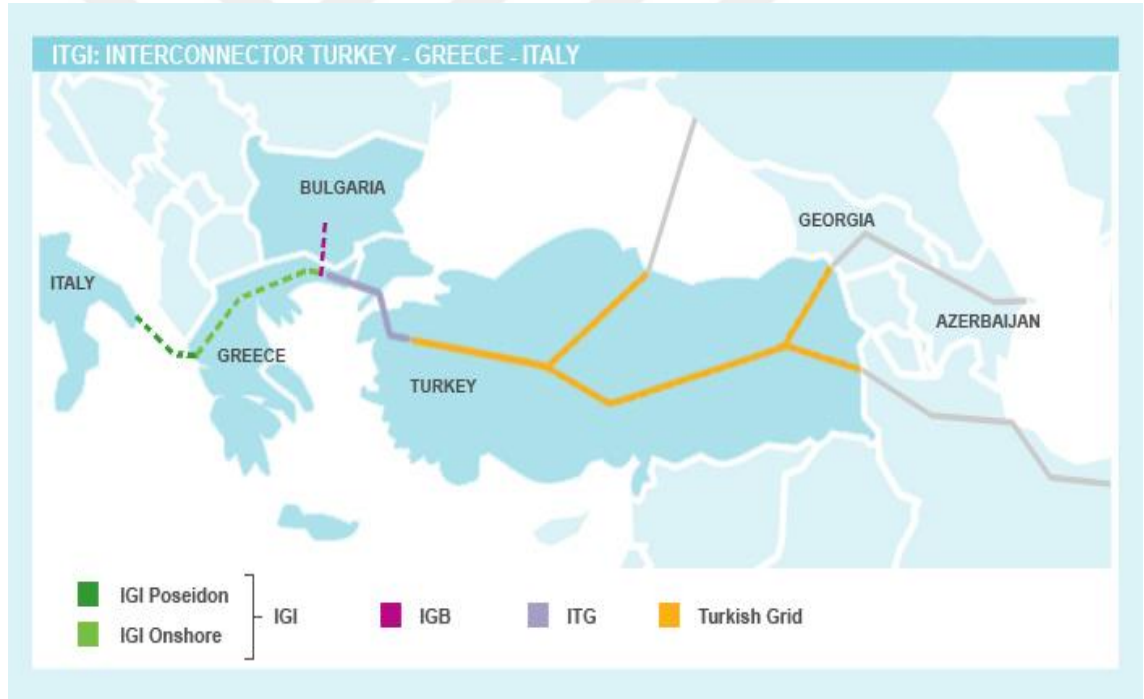 ITGI: INTERCONNECTOR TURKEY - GREECE - ITALY
BULGARIA
GEORGIA
ITALY
AZERBAIJAN
GREECE
TURKEY
IGI Poseidon
IGI Onshore
IGI
IGB
ITG
Turkish Grid